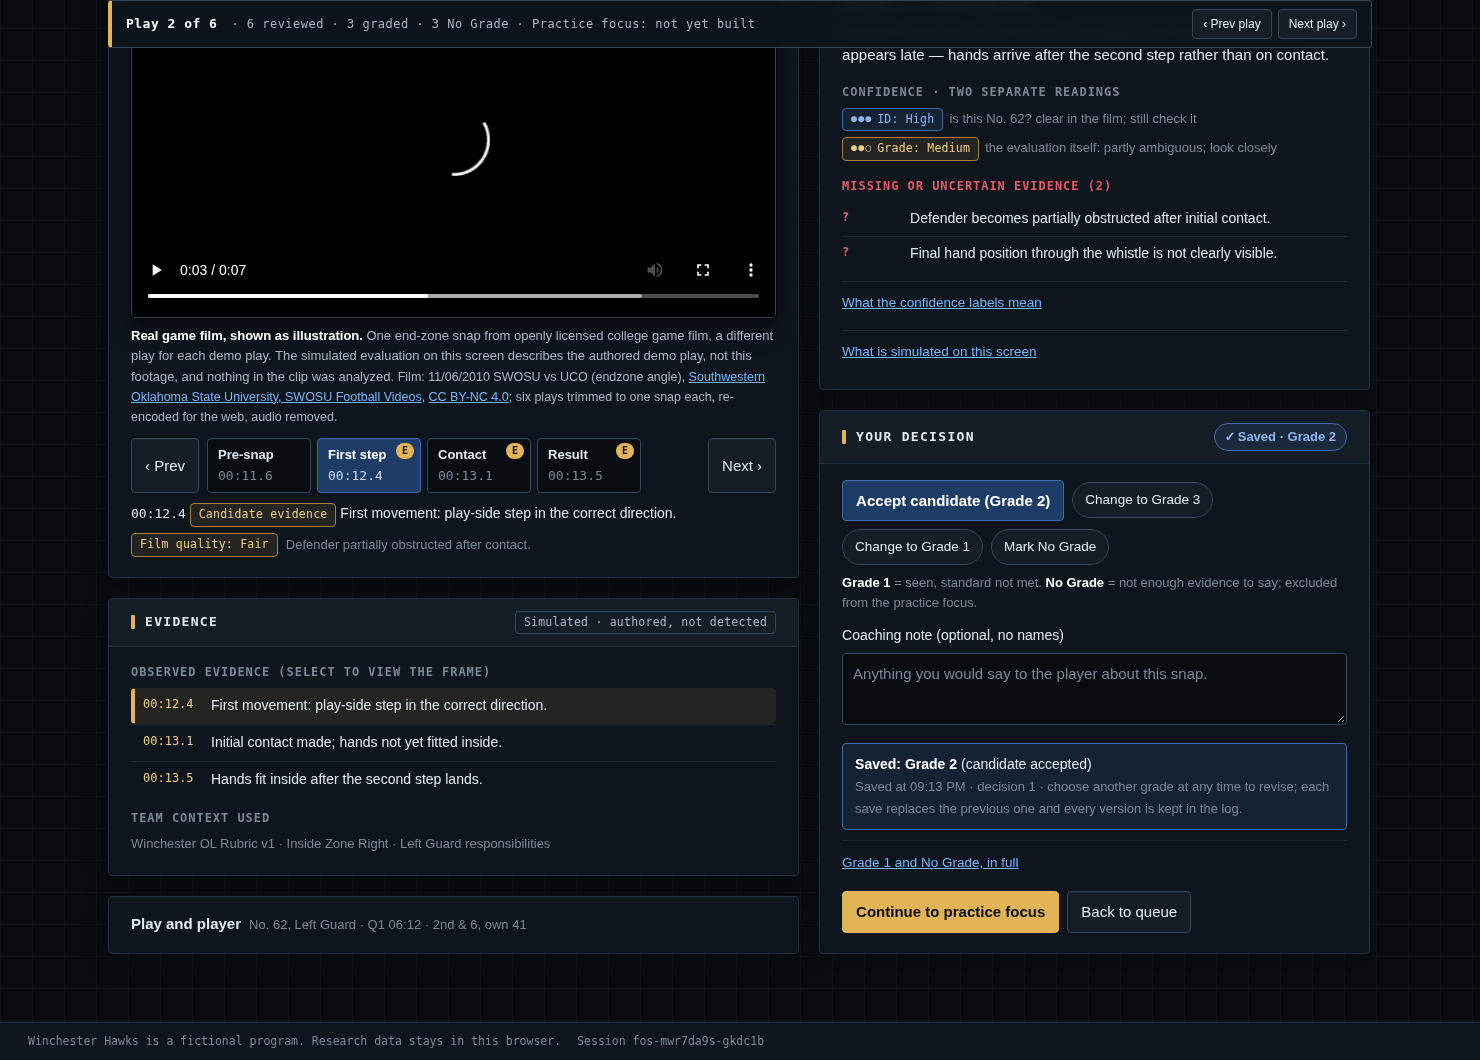 Play 2 of 6 · 6 reviewed · 3 graded · 3 No Grade · Practice focus: not yet built
‹ Prev play
Next play ›
0:03 / 0:07
Real game film, shown as illustration. One end-zone snap from openly licensed college game film, a different
play for each demo play. The simulated evaluation on this screen describes the authored demo play, not this
footage, and nothing in the clip was analyzed. Film: 11/06/2010 SWOSU vs UCO (endzone angle), Southwestern
Oklahoma State University, SWOSU Football Videos, CC BY-NC 4.0; six plays trimmed to one snap each, re-
encoded for the web, audio removed.
‹ Prev
Pre-snap
00:11.6
First step E
00:12.4
Contact E
00:13.1
Result E
00:13.5
Next ›
00:12.4 Candidate evidence First movement: play-side step in the correct direction.
Film quality: Fair Defender partially obstructed after contact.
EVIDENCE
Simulated · authored, not detected
OBSERVED EVIDENCE (SELECT TO VIEW THE FRAME)
00:12.4 First movement: play-side step in the correct direction.
00:13.1 Initial contact made; hands not yet fitted inside.
00:13.5 Hands fit inside after the second step lands.
TEAM CONTEXT USED
Winchester OL Rubric v1 · Inside Zone Right · Left Guard responsibilities
Play and player No. 62, Left Guard · Q1 06:12 · 2nd & 6, own 41
appears late — hands arrive after the second step rather than on contact.
CONFIDENCE · TWO SEPARATE READINGS
●●● ID: High is this No. 62? clear in the film; still check it
●●○ Grade: Medium the evaluation itself: partly ambiguous; look closely
MISSING OR UNCERTAIN EVIDENCE (2)
? Defender becomes partially obstructed after initial contact.
? Final hand position through the whistle is not clearly visible.
What the confidence labels mean
What is simulated on this screen
YOUR DECISION
✓ Saved · Grade 2
Accept candidate (Grade 2)
Change to Grade 3
Change to Grade 1
Mark No Grade
Grade 1 = seen, standard not met. No Grade = not enough evidence to say; excluded
from the practice focus.
Coaching note (optional, no names)
Anything you would say to the player about this snap.
Saved: Grade 2 (candidate accepted)
Saved at 09:13 PM · decision 1 · choose another grade at any time to revise; each
save replaces the previous one and every version is kept in the log.
Grade 1 and No Grade, in full
Continue to practice focus
Back to queue
Winchester Hawks is a fictional program. Research data stays in this browser. Session fos-mwr7da9s-gkdc1b